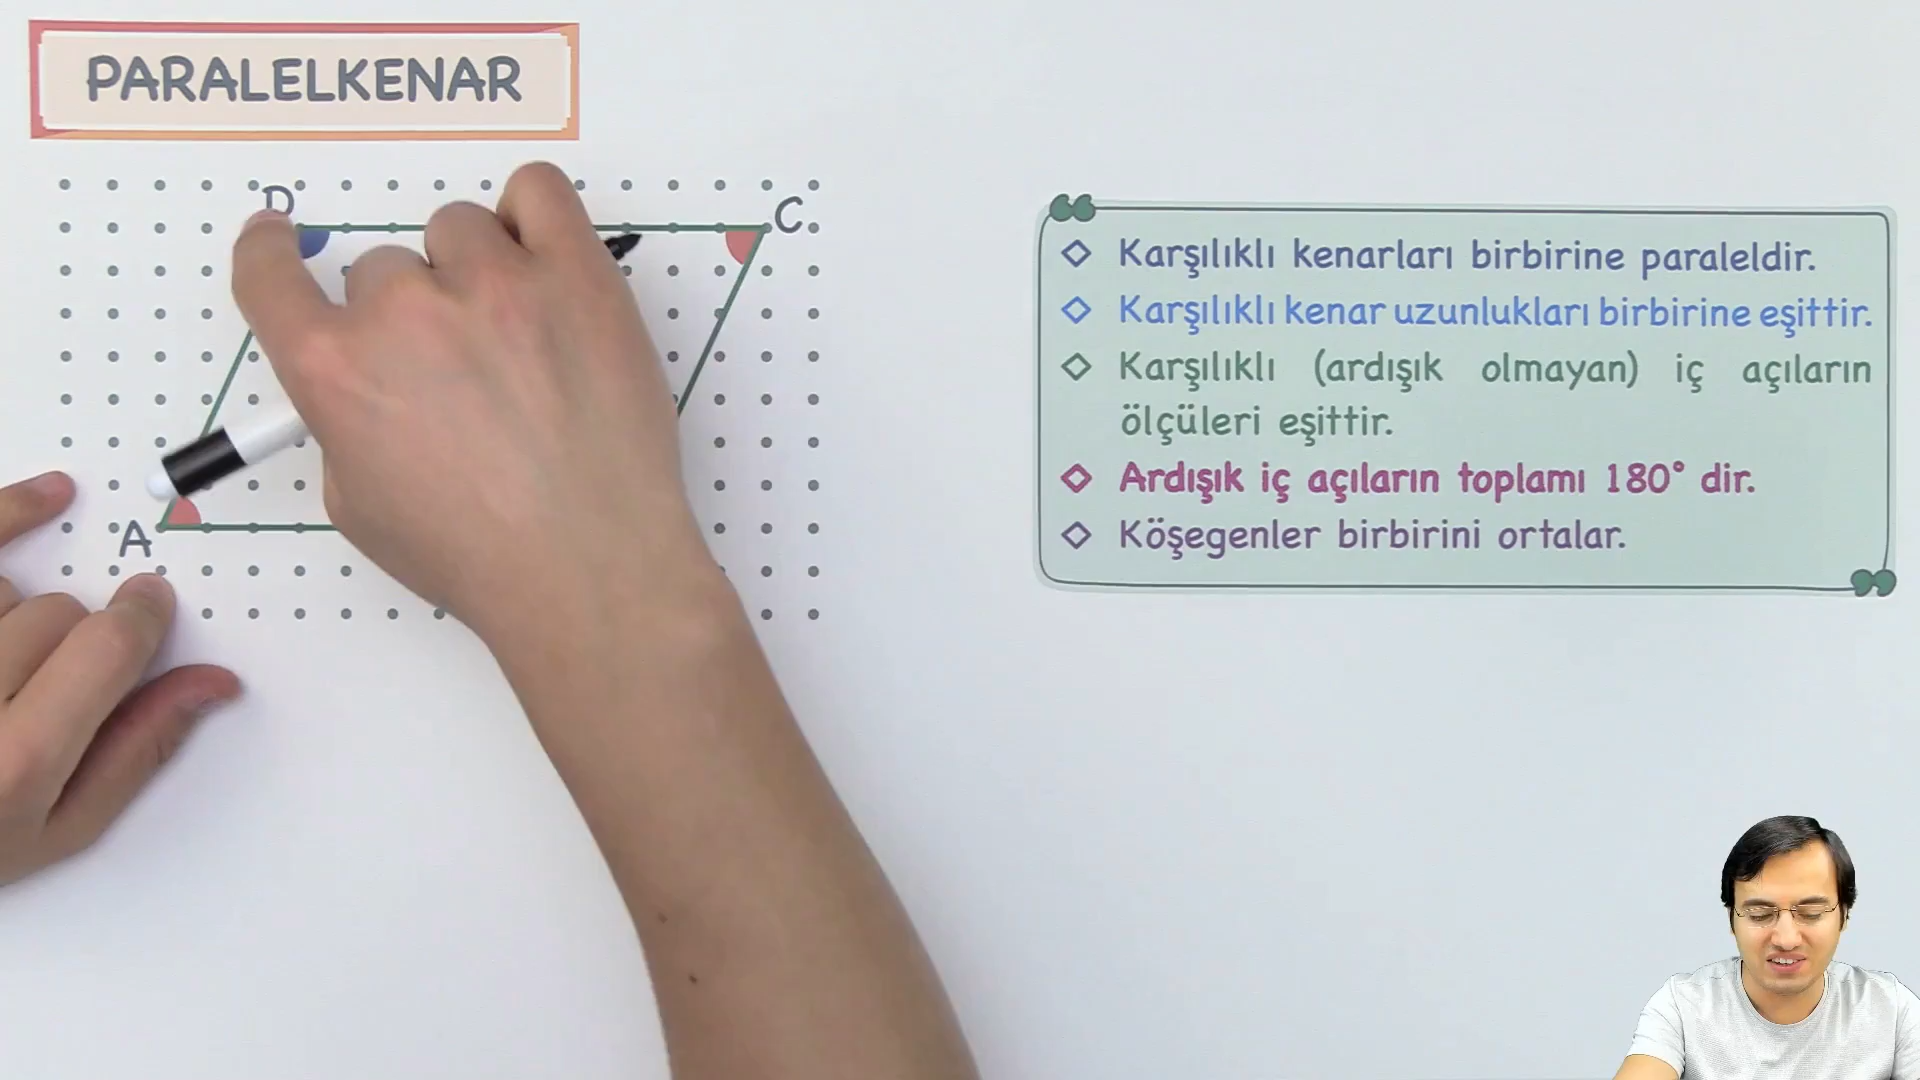 PARALELKENAR
D
C
A
Karşılıklı kenarları birbirine paraleldir.
Karşılıklı kenar uzunlukları birbirine eşittir.
Karşılıklı (ardışık olmayan) iç açıların
ölçüleri eşittir.
Ardışık iç açıların toplamı 180° dir.
Köşegenler birbirini ortalar.